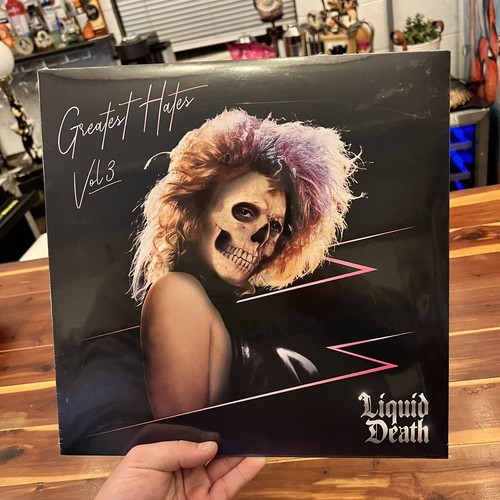 Greatest Hates
Vol.3
Liquid
Death